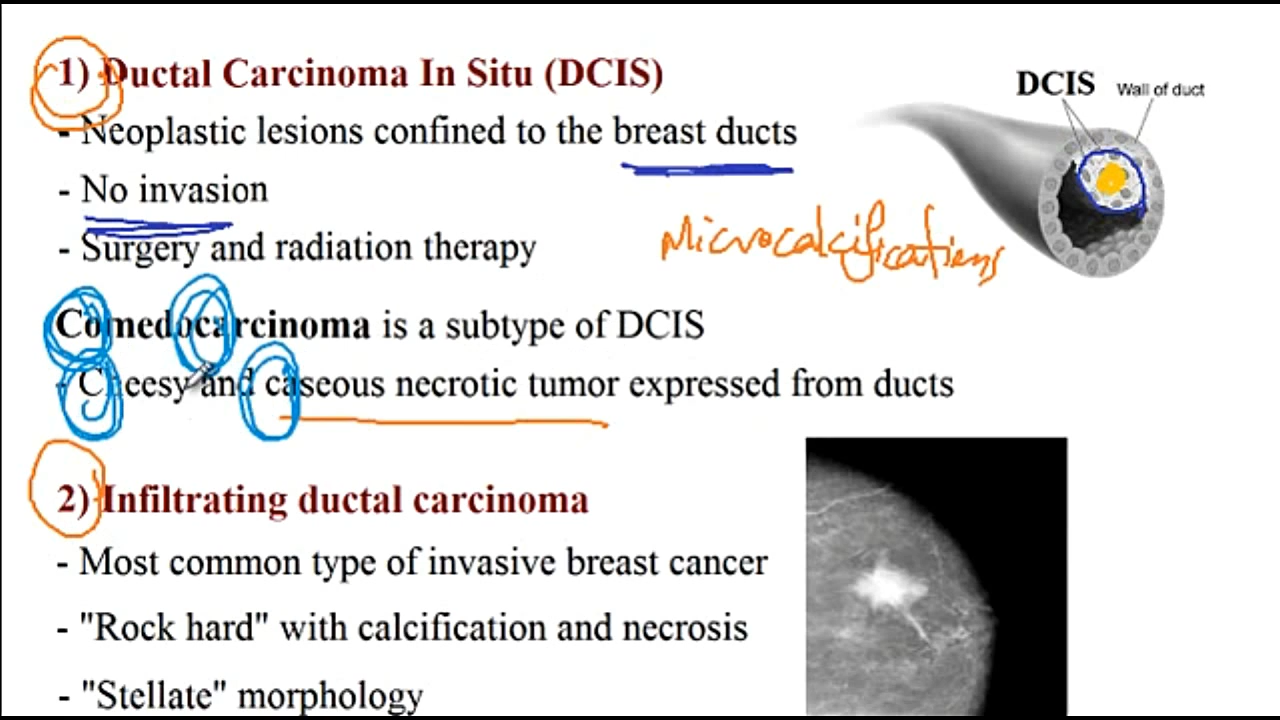 1) Ductal Carcinoma In Situ (DCIS)
- Neoplastic lesions confined to the breast ducts
- No invasion
- Surgery and radiation therapy
DCIS
Wall of duct
Microcalcifications
Comedocarcinoma is a subtype of DCIS
- Cheesy and caseous necrotic tumor expressed from ducts
2) Infiltrating ductal carcinoma
- Most common type of invasive breast cancer
- "Rock hard" with calcification and necrosis
- "Stellate" morphology